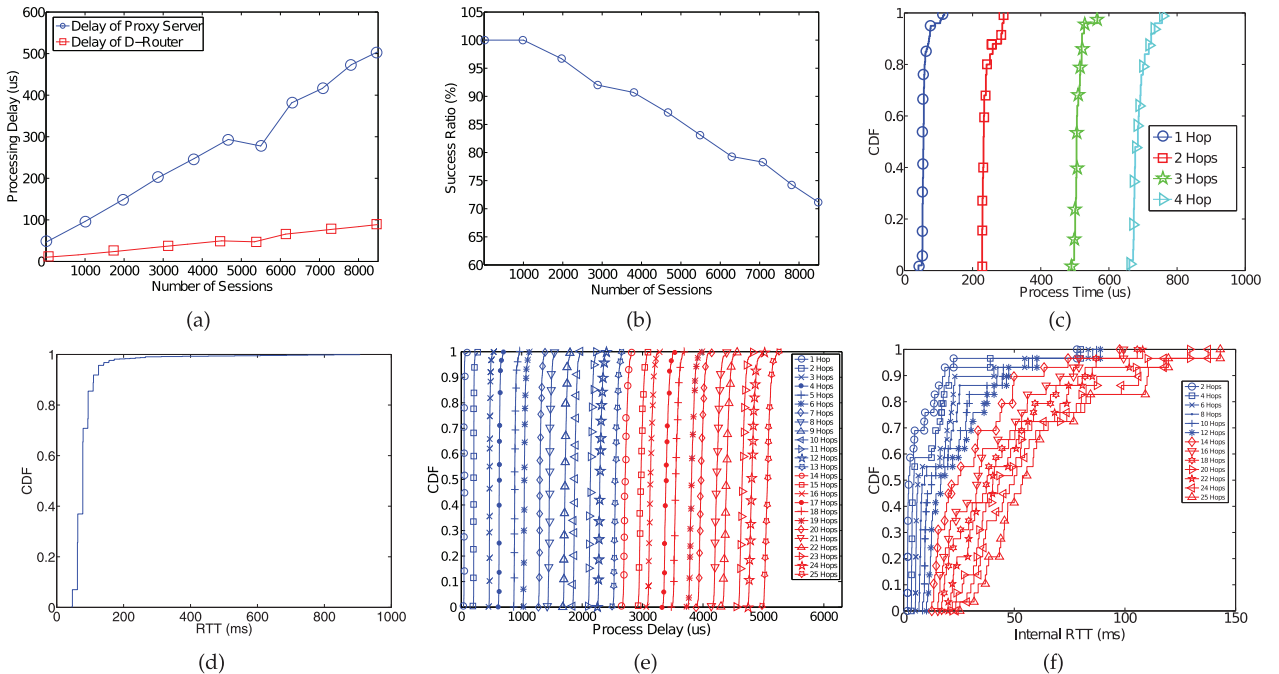 Delay of Proxy Server
Delay of D-Router
600
500
400
300
200
100
0
Processing Delay (us)
1000 2000 3000 4000 5000 6000 7000 8000
Number of Sessions
(a)
105
100
95
90
85
80
75
70
65
60
Success Ratio (%)
0 1000 2000 3000 4000 5000 6000 7000 8000
Number of Sessions
(b)
1
0.8
0.6
0.4
0.2
0
CDF
0 200 400 600 800 1000
Process Time (us)
1 Hop
2 Hops
3 Hops
4 Hop
(c)
1
0.8
0.6
0.4
0.2
0
CDF
0 200 400 600 800 1000
RTT (ms)
(d)
1
0.9
0.8
0.7
0.6
0.5
0.4
0.3
0.2
0.1
0
CDF
0 1000 2000 3000 4000 5000 6000
Process Delay (us)
1 Hop
2 Hops
3 Hops
4 Hops
5 Hops
6 Hops
7 Hops
8 Hops
9 Hops
10 Hops
11 Hops
12 Hops
13 Hops
14 Hops
15 Hops
16 Hops
17 Hops
18 Hops
19 Hops
20 Hops
21 Hops
22 Hops
23 Hops
24 Hops
25 Hops
(e)
1
0.9
0.8
0.7
0.6
0.5
0.4
0.3
0.2
0.1
0
CDF
0 50 100 150
Internal RTT (ms)
2 Hops
4 Hops
6 Hops
8 Hops
10 Hops
12 Hops
14 Hops
16 Hops
18 Hops
20 Hops
22 Hops
24 Hops
25 Hops
(f)